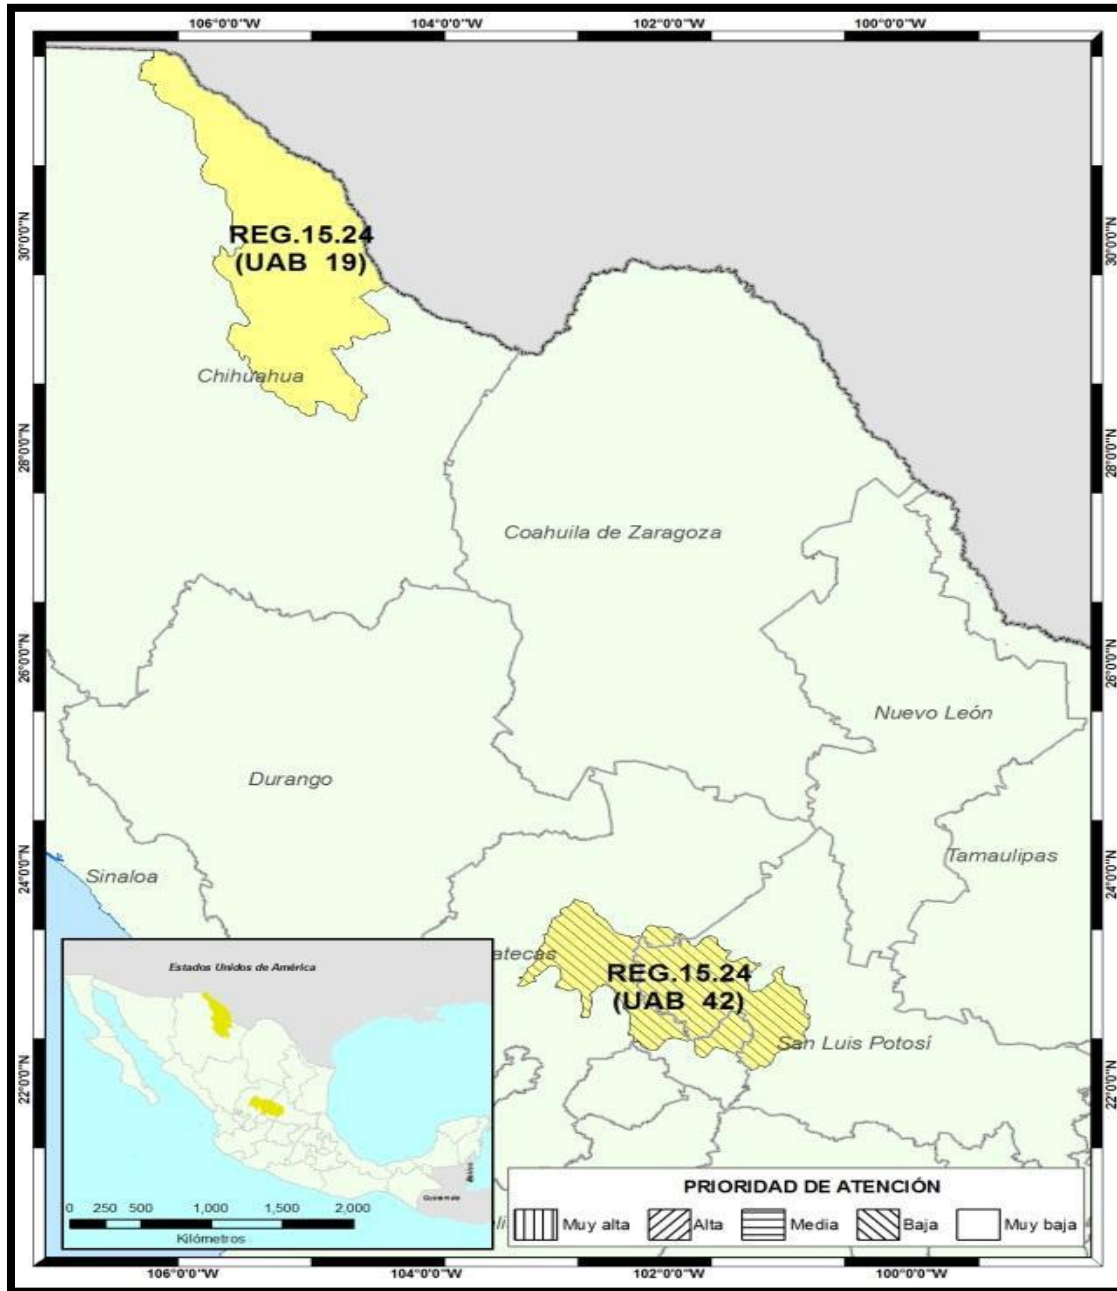 106°0'0"W 104°0'0"W 102°0'0"W 100°0'0"W
30°0'0"N
28°0'0"N
26°0'0"N
24°0'0"N
22°0'0"N
30°0'0"N
28°0'0"N
26°0'0"N
24°0'0"N
22°0'0"N
REG.15.24
(UAB 19)
Chihuahua
Coahuila de Zaragoza
Nuevo León
Durango
Tamaulipas
Sinaloa
atecas
REG.15.24
(UAB 42)
San Luis Potosí
Estados Unidos de América
Belice
Guatemala
0 250 500 1,000 1,500 2,000
Kilómetros
PRIORIDAD DE ATENCIÓN
Muy alta Alta Media Baja Muy baja
106°0'0"W 104°0'0"W 102°0'0"W 100°0'0"W